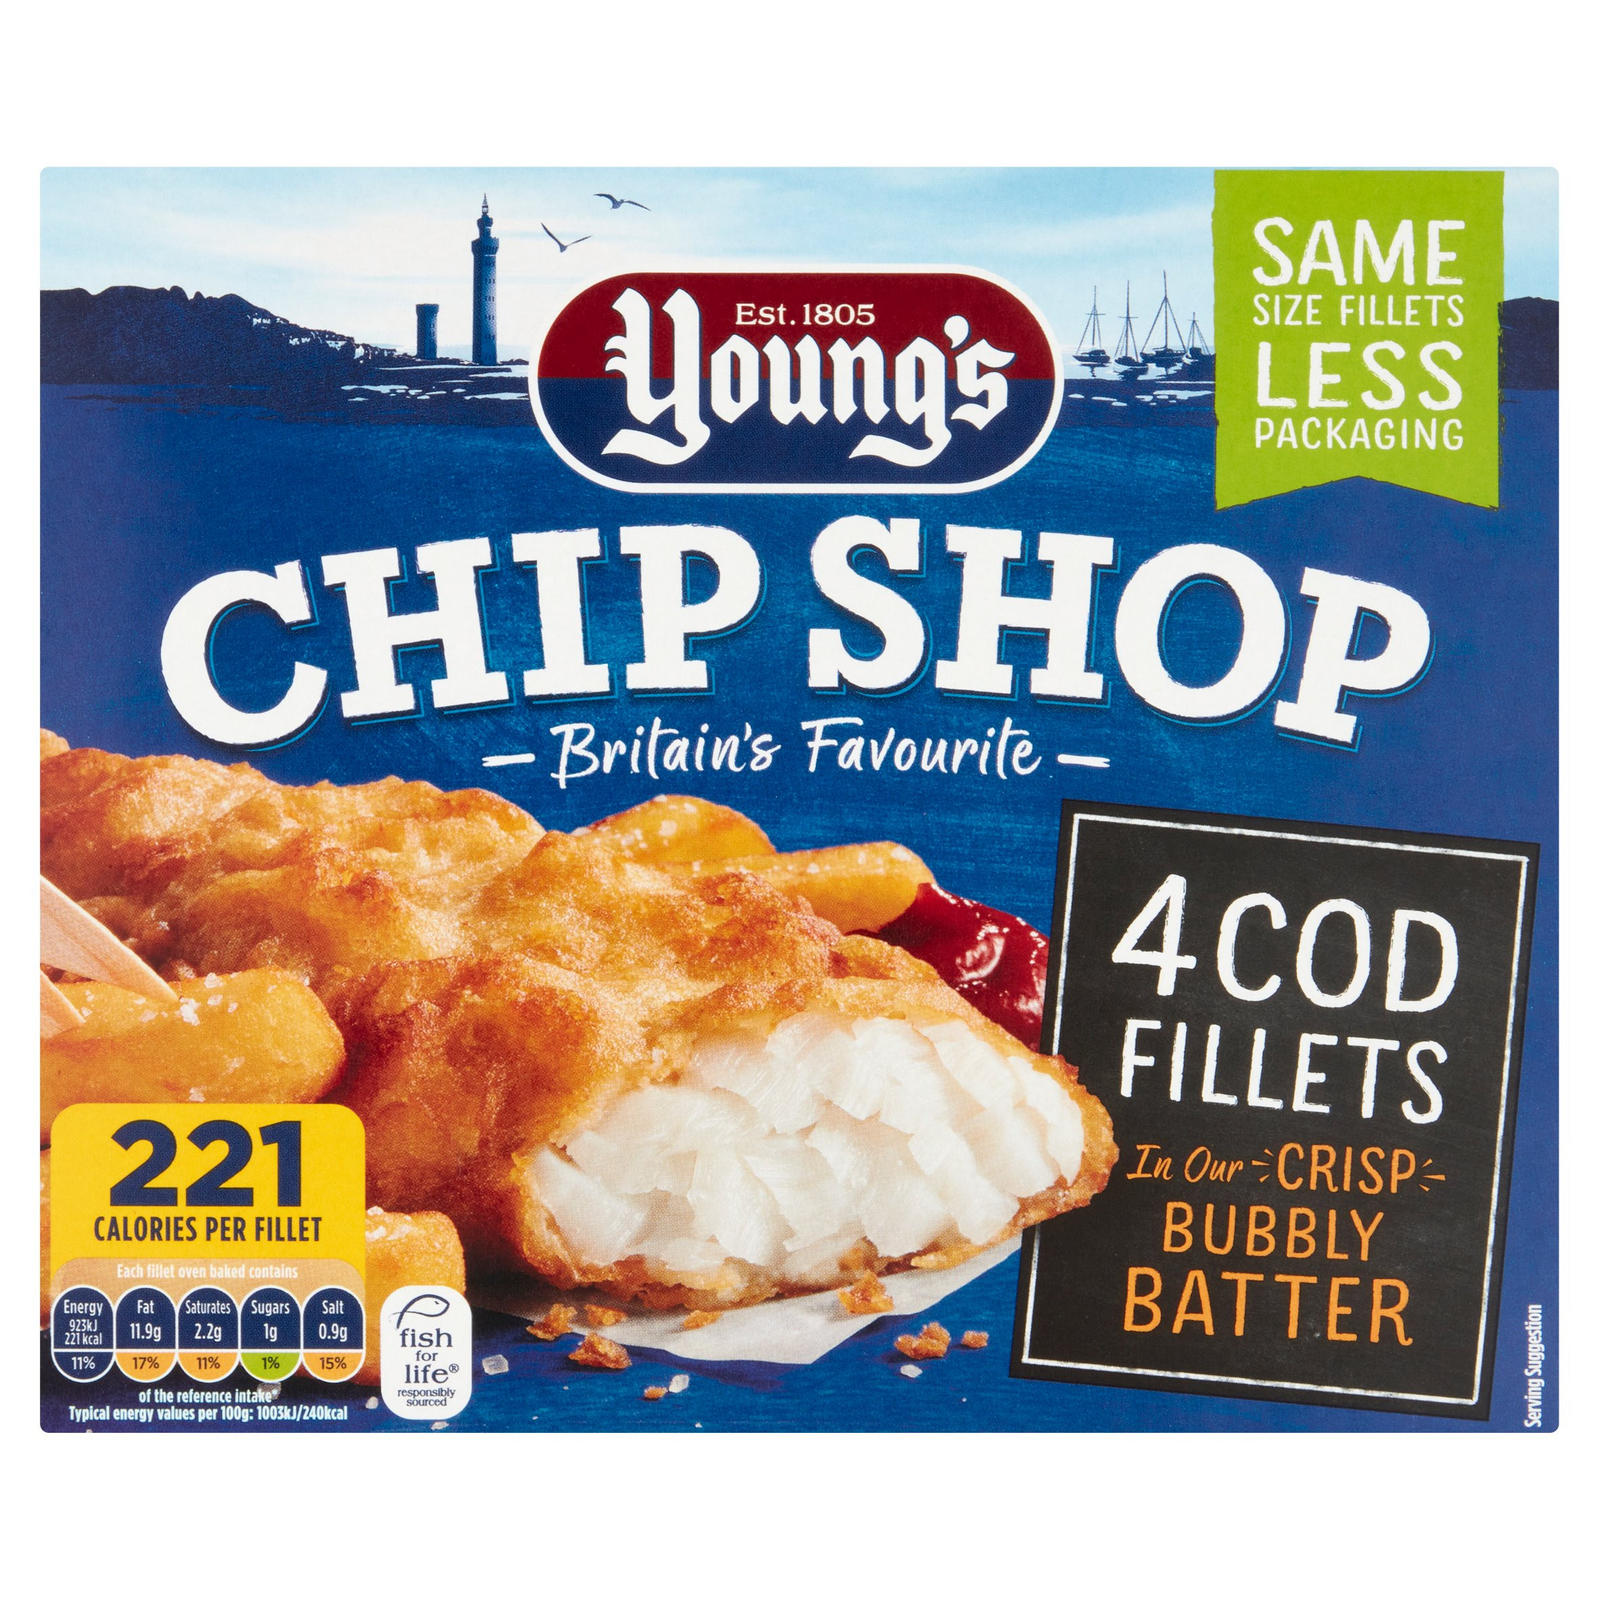 Est. 1805
Young's
SAME
SIZE FILLETS
LESS
PACKAGING
CHIP SHOP
Britain's Favourite
4 COD
FILLETS
In Our CRISP
BUBBLY
BATTER
221
CALORIES PER FILLET
Each fillet oven baked contains
Energy 923kJ 221 kcal 11%
Fat 11.9g 17%
Saturates 2.2g 11%
Sugars 1g 1%
Salt 0.9g 15%
of the reference intake*
Typical energy values per 100g: 1003kJ/240kcal
fish
for
life®
responsibly
sourced
Serving Suggestion